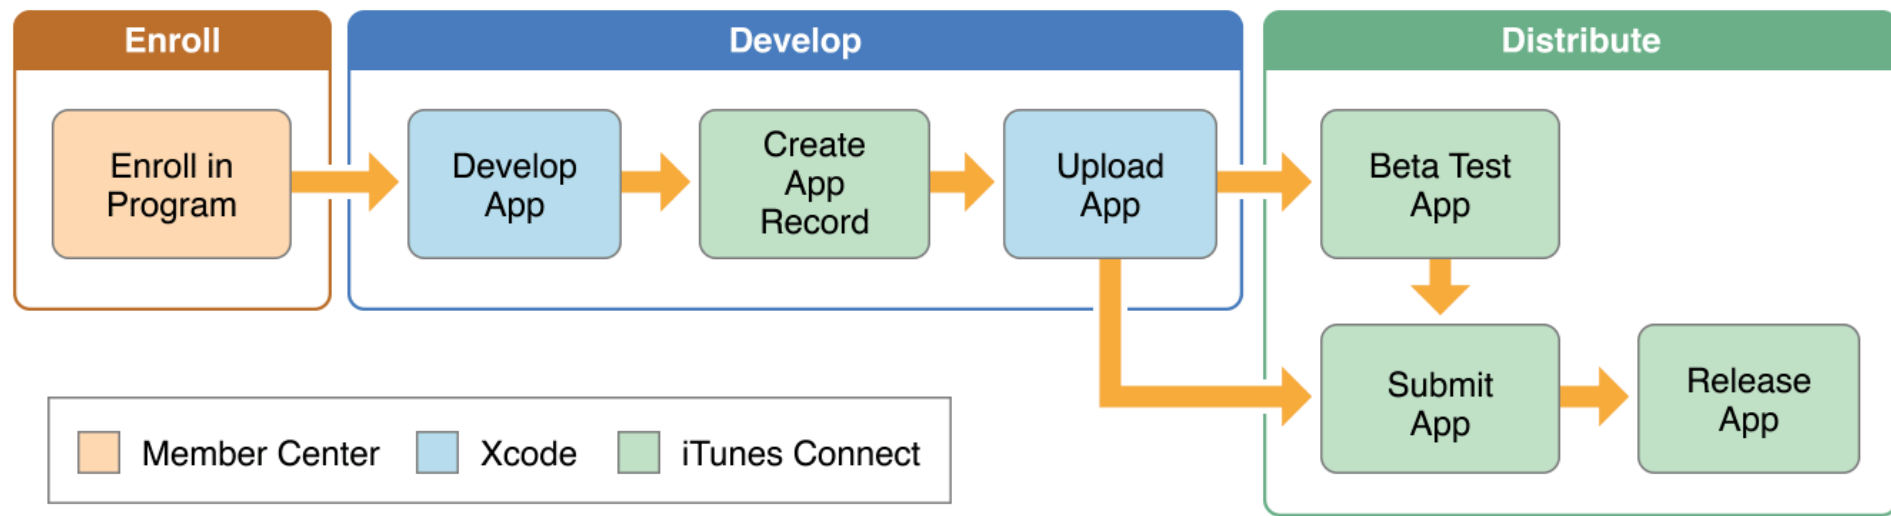 Enroll
Develop
Distribute
Enroll in
Program
Develop
App
Create
App
Record
Upload
App
Beta Test
App
Submit
App
Release
App
Member Center
Xcode
iTunes Connect